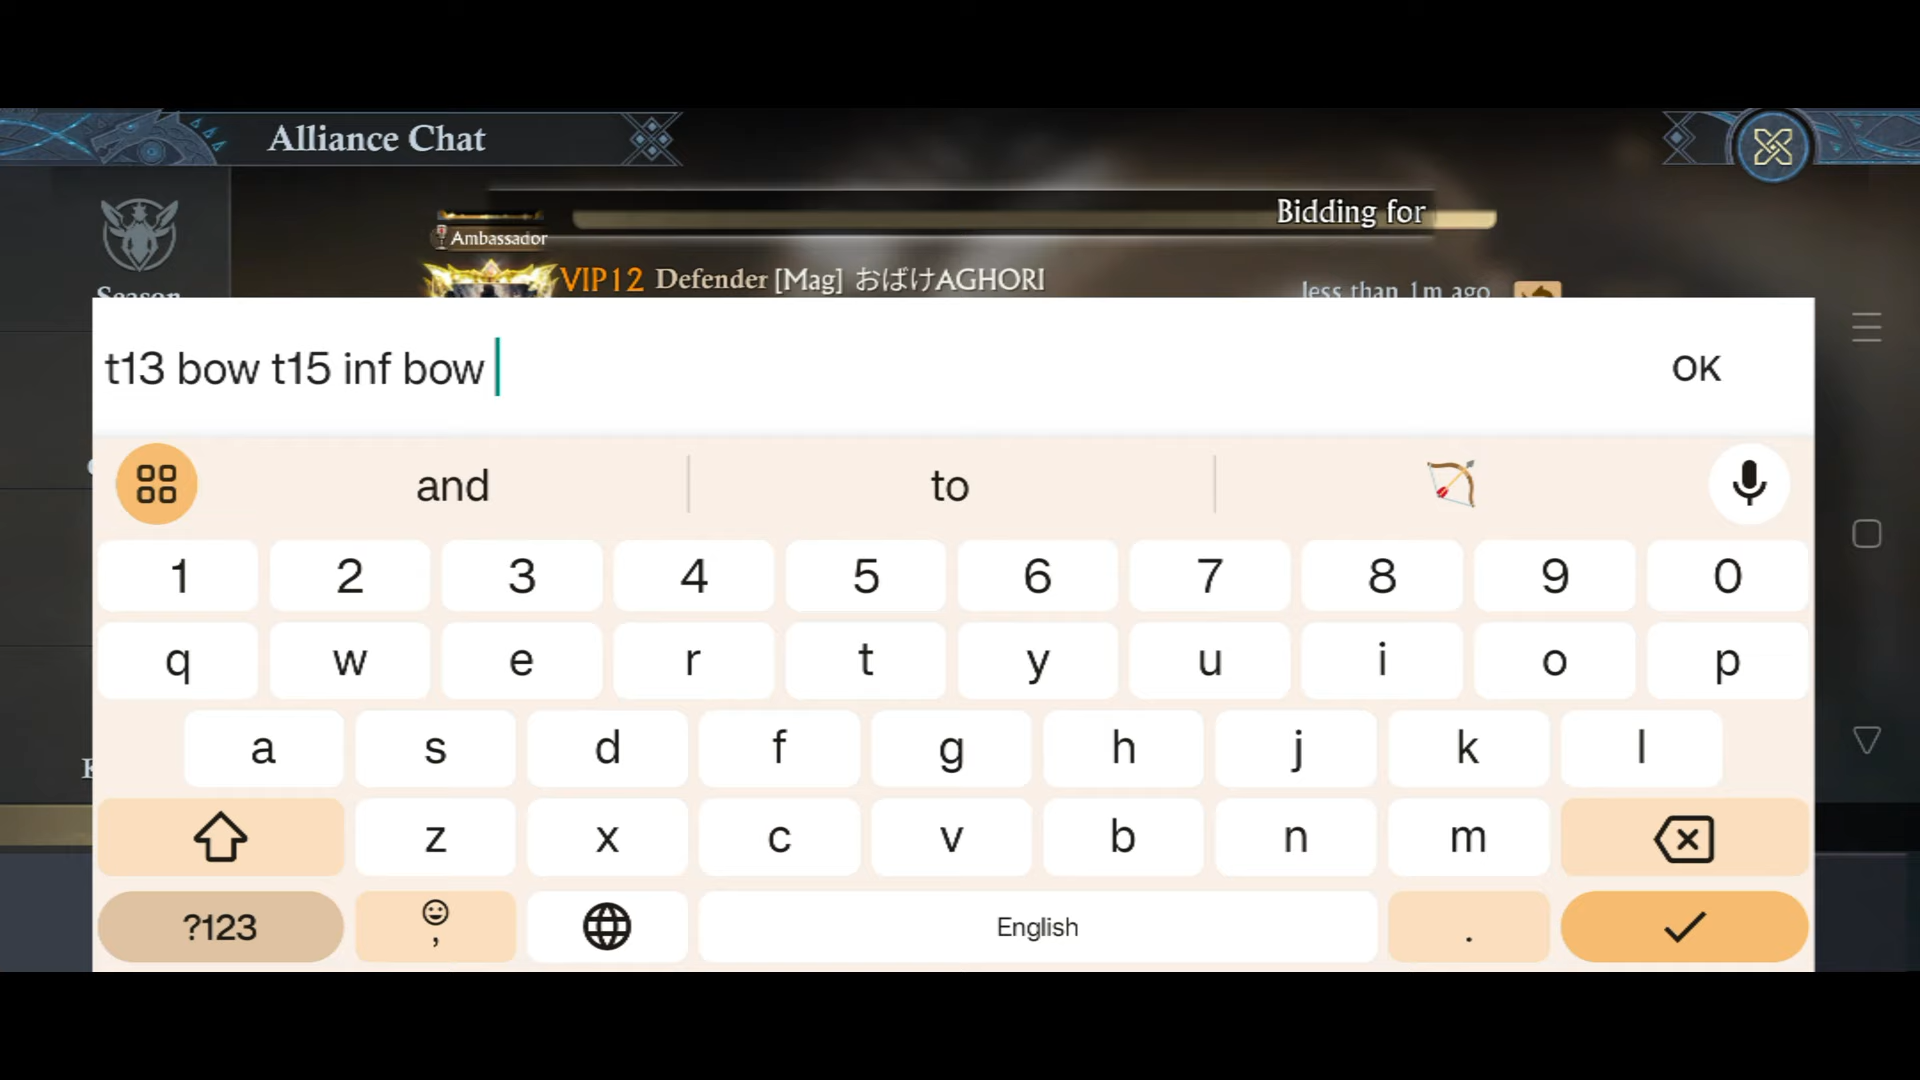 Alliance Chat
Bidding for
Ambassador
VIP12 Defender [Mag] おばけAGHORI
less than 1m ago
Season
t13 bow t15 inf bow
OK
and to
1 2 3 4 5 6 7 8 9 0
q w e r t y u i o p
a s d f g h j k l
z x c v b n m
?123 , English .